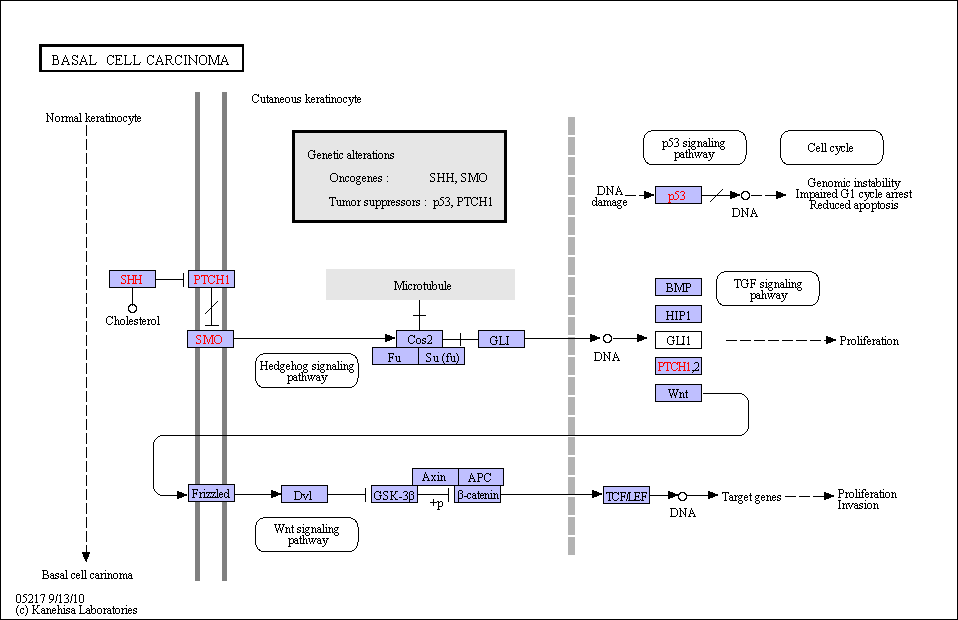 BASAL CELL CARCINOMA
Cutaneous keratinocyte
Normal keratinocyte
Genetic alterations
Oncogenes : SHH, SMO
Tumor suppressors : p53, PTCH1
p53 signaling
pathway
Cell cycle
DNA
damage
p53
DNA
Genomic instability
Impaired G1 cycle arrest
Reduced apoptosis
SHH
PTCH1
Cholesterol
SMO
Microtubule
Cos2
Fu
Su (fu)
GLI
Hedgehog signaling
pathway
DNA
BMP
HIP1
GLI1
PTCH1,2
Wnt
TGF signaling
pahway
Proliferation
Frizzled
Dvl
GSK-3β
Axin
APC
β-catenin
+p
Wnt signaling
pathway
TCF/LEF
DNA
Target genes
Proliferation
Invasion
Basal cell carinoma
05217 9/13/10
(c) Kanehisa Laboratories